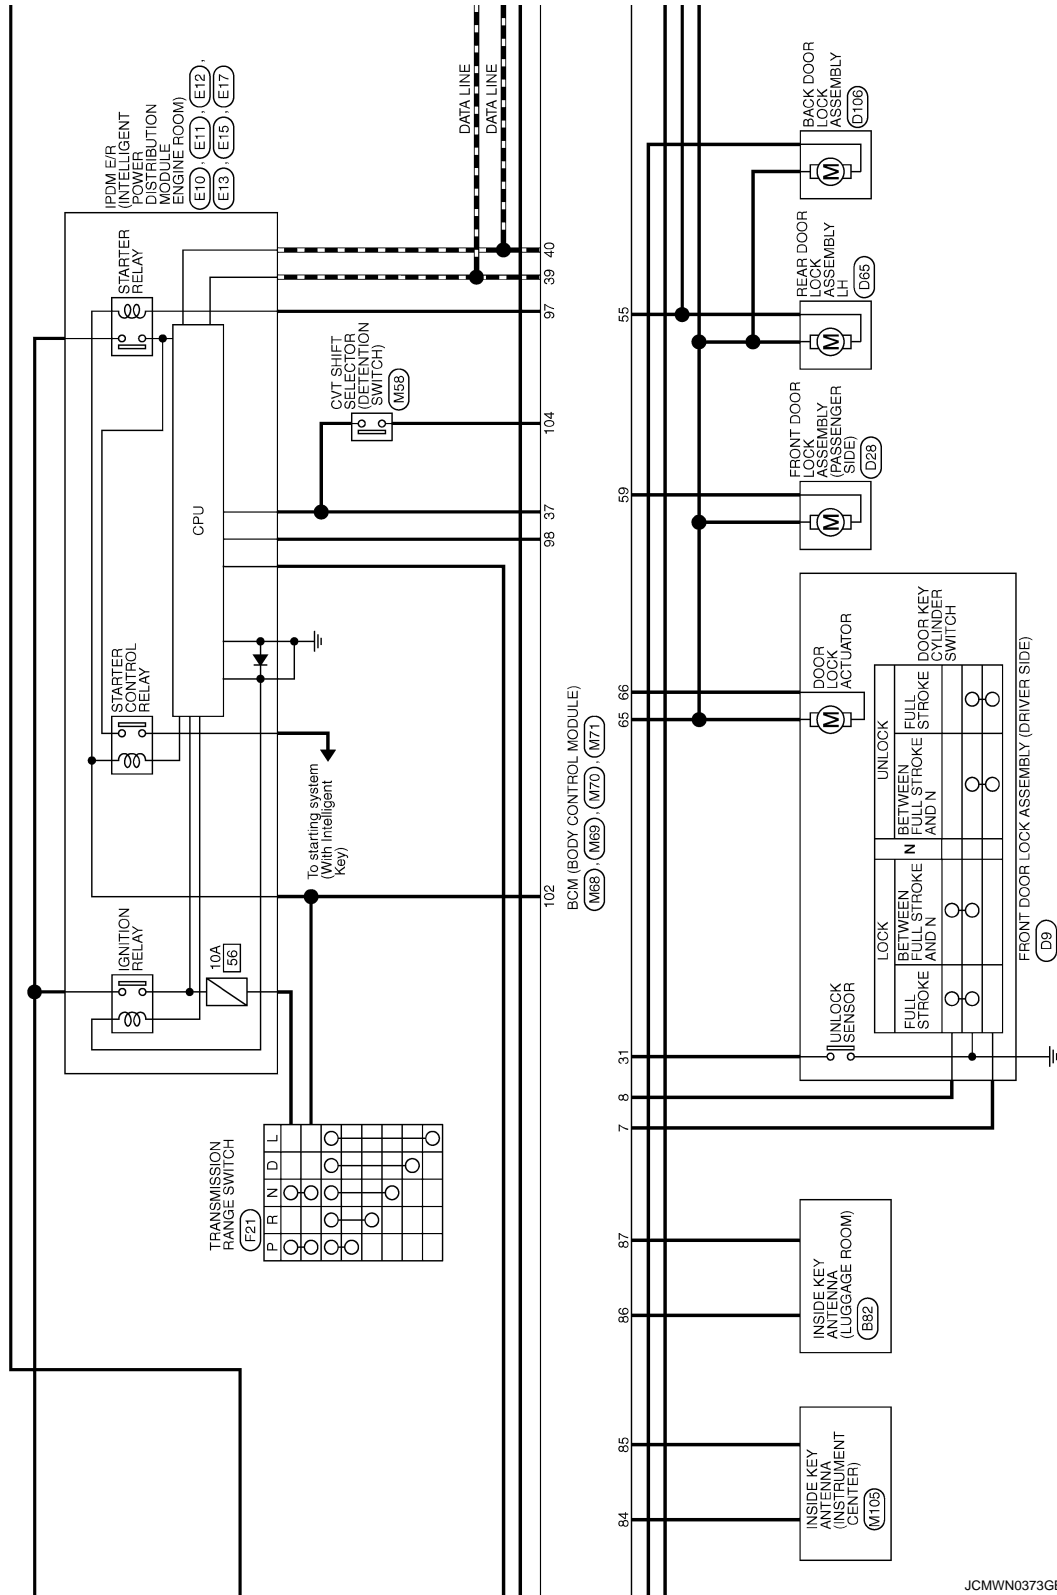 IPDM E/R
(INTELLIGENT
POWER
DISTRIBUTION
MODULE
ENGINE ROOM)
E10 , E11 , E12 ,
E13 , E15 , E17
STARTER
RELAY
CPU
STARTER
CONTROL
RELAY
IGNITION
RELAY
10A
56
DATA LINE
DATA LINE
CVT SHIFT
SELECTOR
(DETENTION
SWITCH)
M58
To starting system
(With Intelligent
Key)
TRANSMISSION
RANGE SWITCH
F21
P R N D L
84 85 86 87 7 8 31 65 66 59 55
102 98 37 104 97 39 40
BCM (BODY CONTROL MODULE)
M68 , M69 , M70 , M71
BACK DOOR
LOCK
ASSEMBLY
D106
M
REAR DOOR
LOCK
ASSEMBLY
LH
D65
M
FRONT DOOR
LOCK
ASSEMBLY
(PASSENGER
SIDE)
D28
M
DOOR
LOCK
ACTUATOR
M
DOOR KEY
CYLINDER
SWITCH
LOCK
N
UNLOCK
FULL
STROKE
BETWEEN
FULL STROKE
AND N
BETWEEN
FULL STROKE
AND N
FULL
STROKE
UNLOCK
SENSOR
FRONT DOOR LOCK ASSEMBLY (DRIVER SIDE)
D9
INSIDE KEY
ANTENNA
(LUGGAGE ROOM)
B82
INSIDE KEY
ANTENNA
(INSTRUMENT
CENTER)
M105